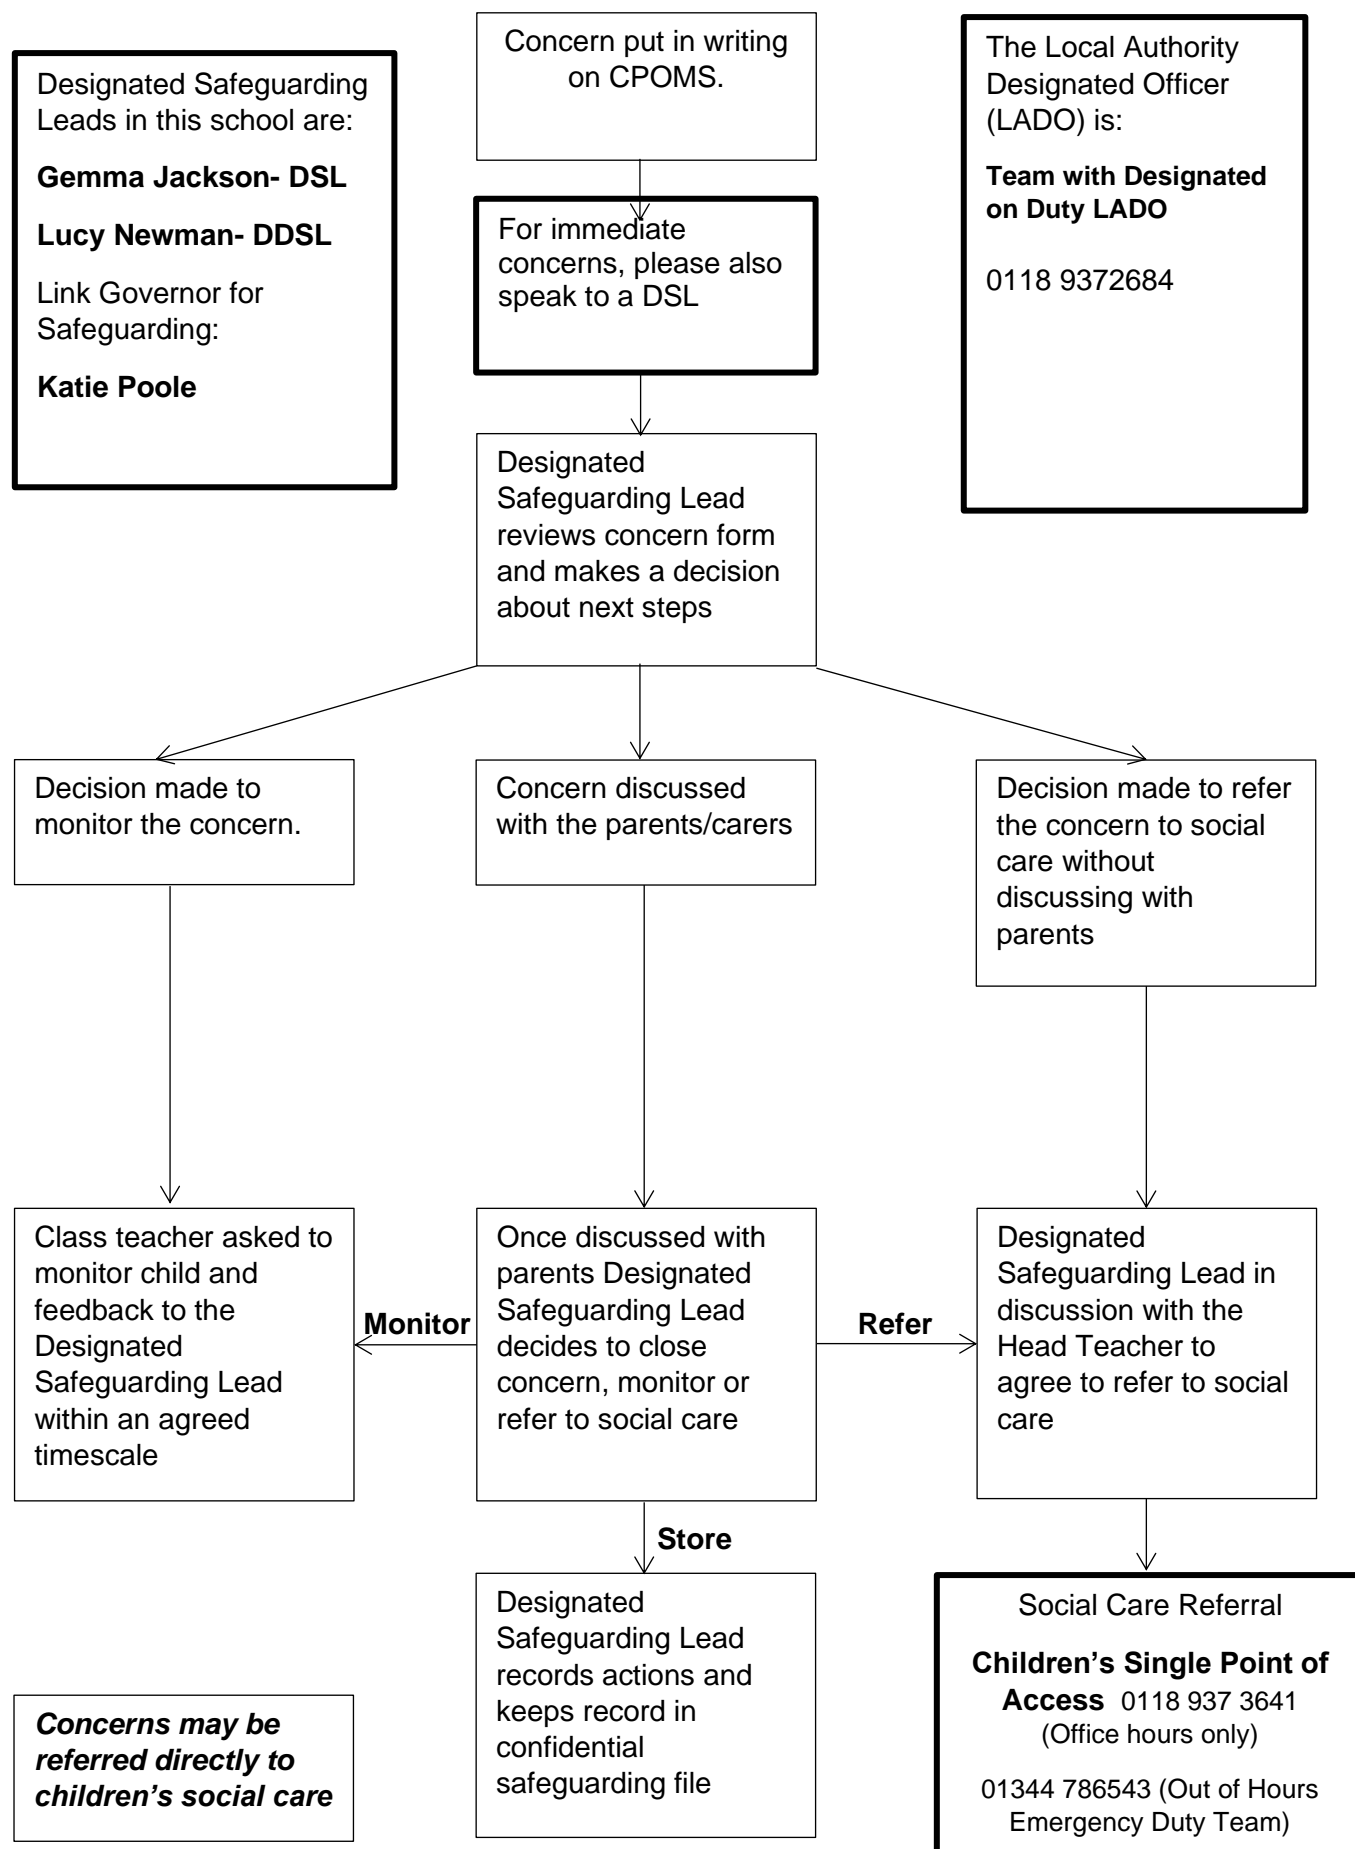 Designated Safeguarding
Leads in this school are:
Gemma Jackson- DSL
Lucy Newman- DDSL
Link Governor for
Safeguarding:
Katie Poole
Concern put in writing
on CPOMS.
The Local Authority
Designated Officer
(LADO) is:
Team with Designated
on Duty LADO
0118 9372684
For immediate
concerns, please also
speak to a DSL
Designated
Safeguarding Lead
reviews concern form
and makes a decision
about next steps
Decision made to
monitor the concern.
Concern discussed
with the parents/carers
Decision made to refer
the concern to social
care without
discussing with
parents
Class teacher asked to
monitor child and
feedback to the
Designated
Safeguarding Lead
within an agreed
timescale
Monitor
Once discussed with
parents Designated
Safeguarding Lead
decides to close
concern, monitor or
refer to social care
Refer
Designated
Safeguarding Lead in
discussion with the
Head Teacher to
agree to refer to social
care
Store
Designated
Safeguarding Lead
records actions and
keeps record in
confidential
safeguarding file
Social Care Referral
Children’s Single Point of
Access 0118 937 3641
(Office hours only)
01344 786543 (Out of Hours
Emergency Duty Team)
Concerns may be
referred directly to
children’s social care